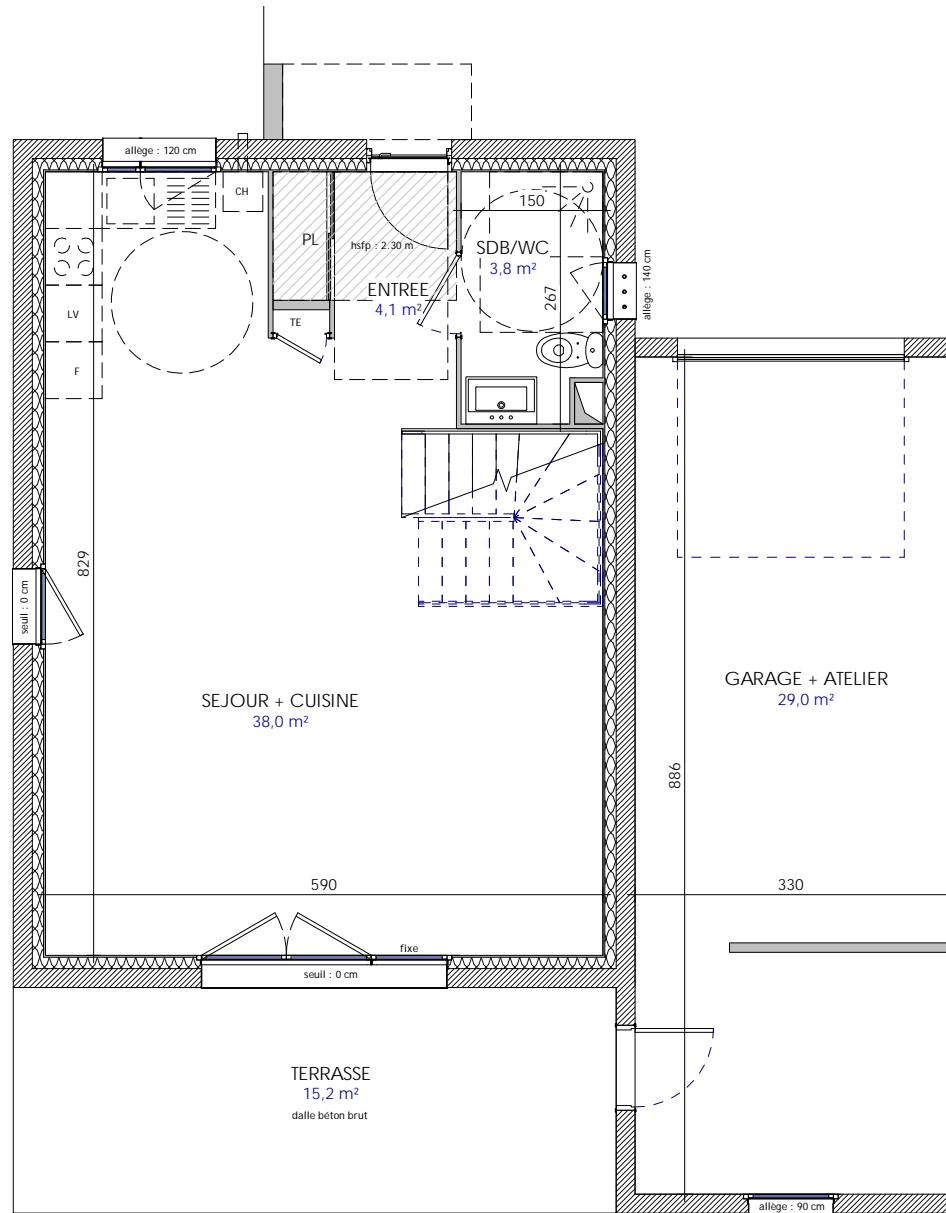 allège : 120 cm
CH
PL
hsfp : 2.30 m
150
SDB/WC
3,8 m²
ENTREE
4,1 m²
267
allège : 140 cm
LV
TE
F
829
seuil : 0 cm
SEJOUR + CUISINE
38,0 m²
GARAGE + ATELIER
29,0 m²
886
590
330
fixe
seuil : 0 cm
TERRASSE
15,2 m²
dalle béton brut
allège : 90 cm